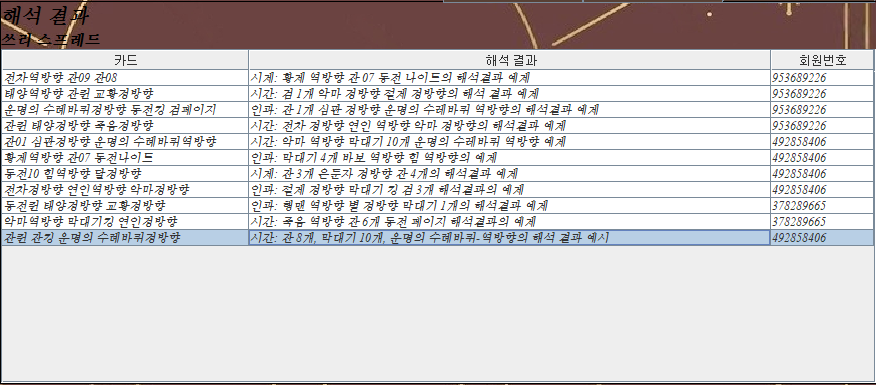 해석 결과
쓰리 스프레드
카드 해석 결과 회원번호
전차역방향 잔09 잔08 시계: 황제 역방향 잔 07 동전 나이트의 해석결과 예제 953689226
태양역방향 잔퀸 교황정방향 시간: 검 1개 악마 정방향 절제 정방향의 해석 결과 예제 953689226
운명의 수레바퀴정방향 동전킹 검페이지 인과: 잔 1개 심판 정방향 운명의 수레바퀴 역방향의 해석결과 예제 953689226
잔퀸 태양정방향 죽음정방향 시간: 전차 정방향 연인 역방향 악마 정방향의 해석결과 예제 953689226
잔01 심판정방향 운명의 수레바퀴역방향 시간: 악마 역방향 막대기 10개 운명의 수레바퀴 역방향 예제 492858406
황제역방향 잔07 동전나이트 인과: 막대기 4개 바보 역방향 힘 역방향의 예제 492858406
동전10 힘역방향 달정방향 시계: 잔 3개 은둔자 정방향 잔 4개의 해석결과 예제 492858406
전차정방향 연인역방향 악마정방향 인과: 절제 정방향 막대기 킹 검 3개 해석결과 예제 492858406
동전퀸 태양정방향 교황정방향 인과: 행맨 역방향 별 정방향 막대기 1개의 해석결과 예제 378289665
악마역방향 막대기킹 연인정방향 시간: 죽음 역방향 잔 6개 동전 페이지 해석결과의 예제 378289665
잔퀸 잔킹 운명의 수레바퀴정방향 시간: 잔 8개, 막대기 10개, 운명의 수레바퀴-역방향의 해석 결과 예시 492858406